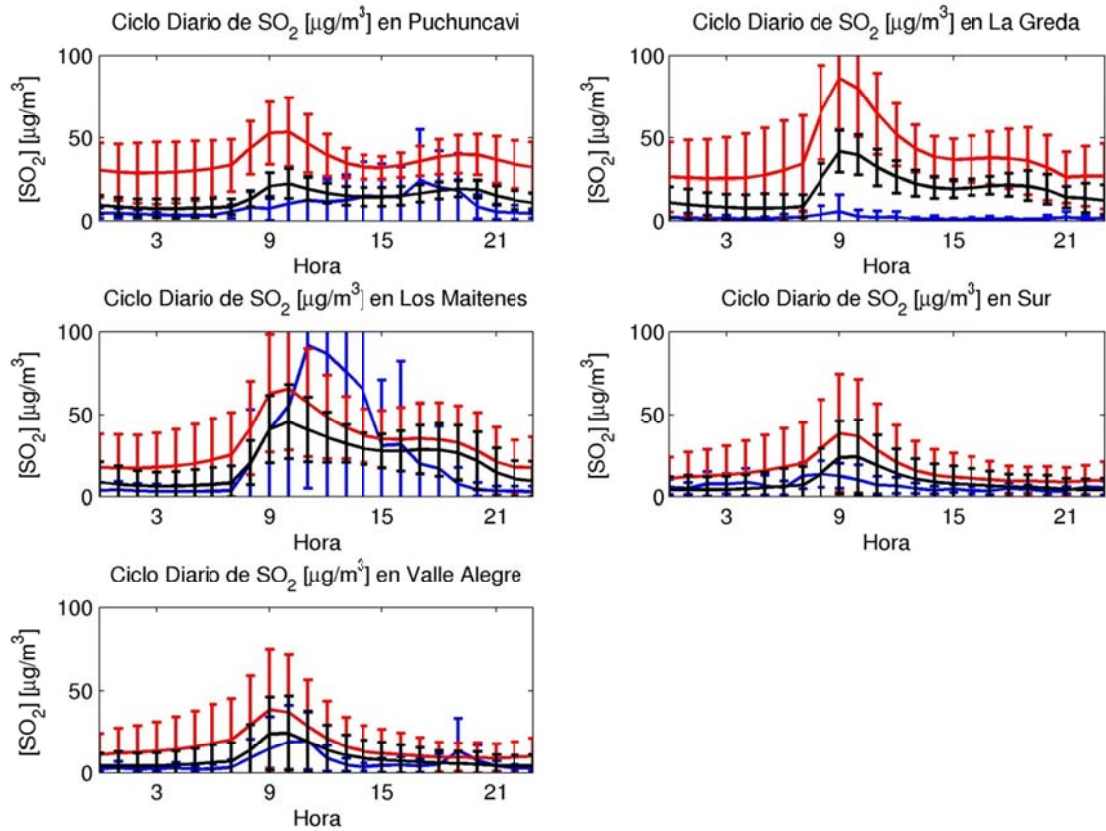 Ciclo Diario de SO2 [μg/m3] en Puchuncavi
[SO2] [μg/m3]
100
50
0
3
9
15
21
Hora
Ciclo Diario de SO2 [μg/m3] en La Greda
[SO2] [μg/m3]
100
50
0
3
9
15
21
Hora
Ciclo Diario de SO2 [μg/m3] en Los Maitenes
[SO2] [μg/m3]
100
50
0
3
9
15
21
Hora
Ciclo Diario de SO2 [μg/m3] en Sur
[SO2] [μg/m3]
100
50
0
3
9
15
21
Hora
Ciclo Diario de SO2 [μg/m3] en Valle Alegre
[SO2] [μg/m3]
100
50
0
3
9
15
21
Hora